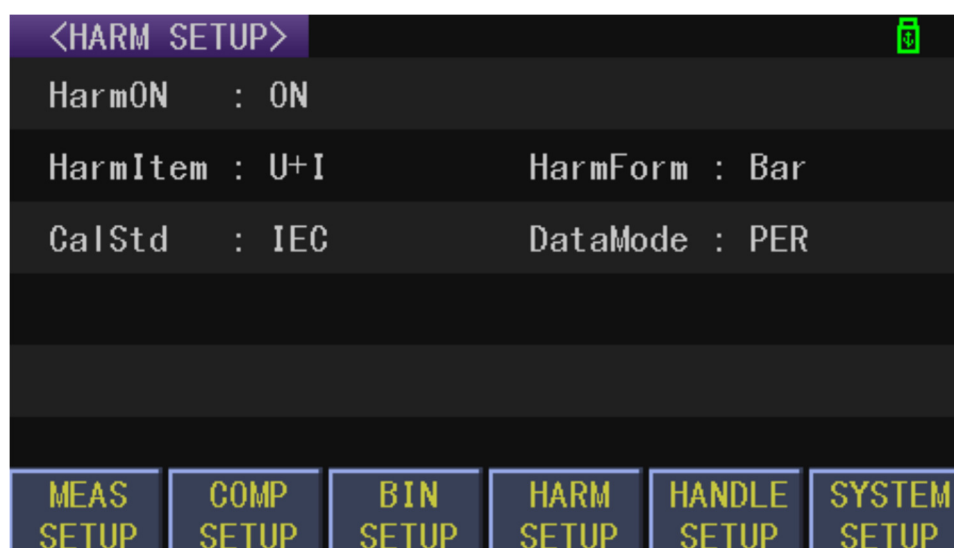 <HARM SETUP>
HarmON : ON
HarmItem : U+I HarmForm : Bar
CalStd : IEC DataMode : PER
MEAS SETUP COMP SETUP BIN SETUP HARM SETUP HANDLE SETUP SYSTEM SETUP